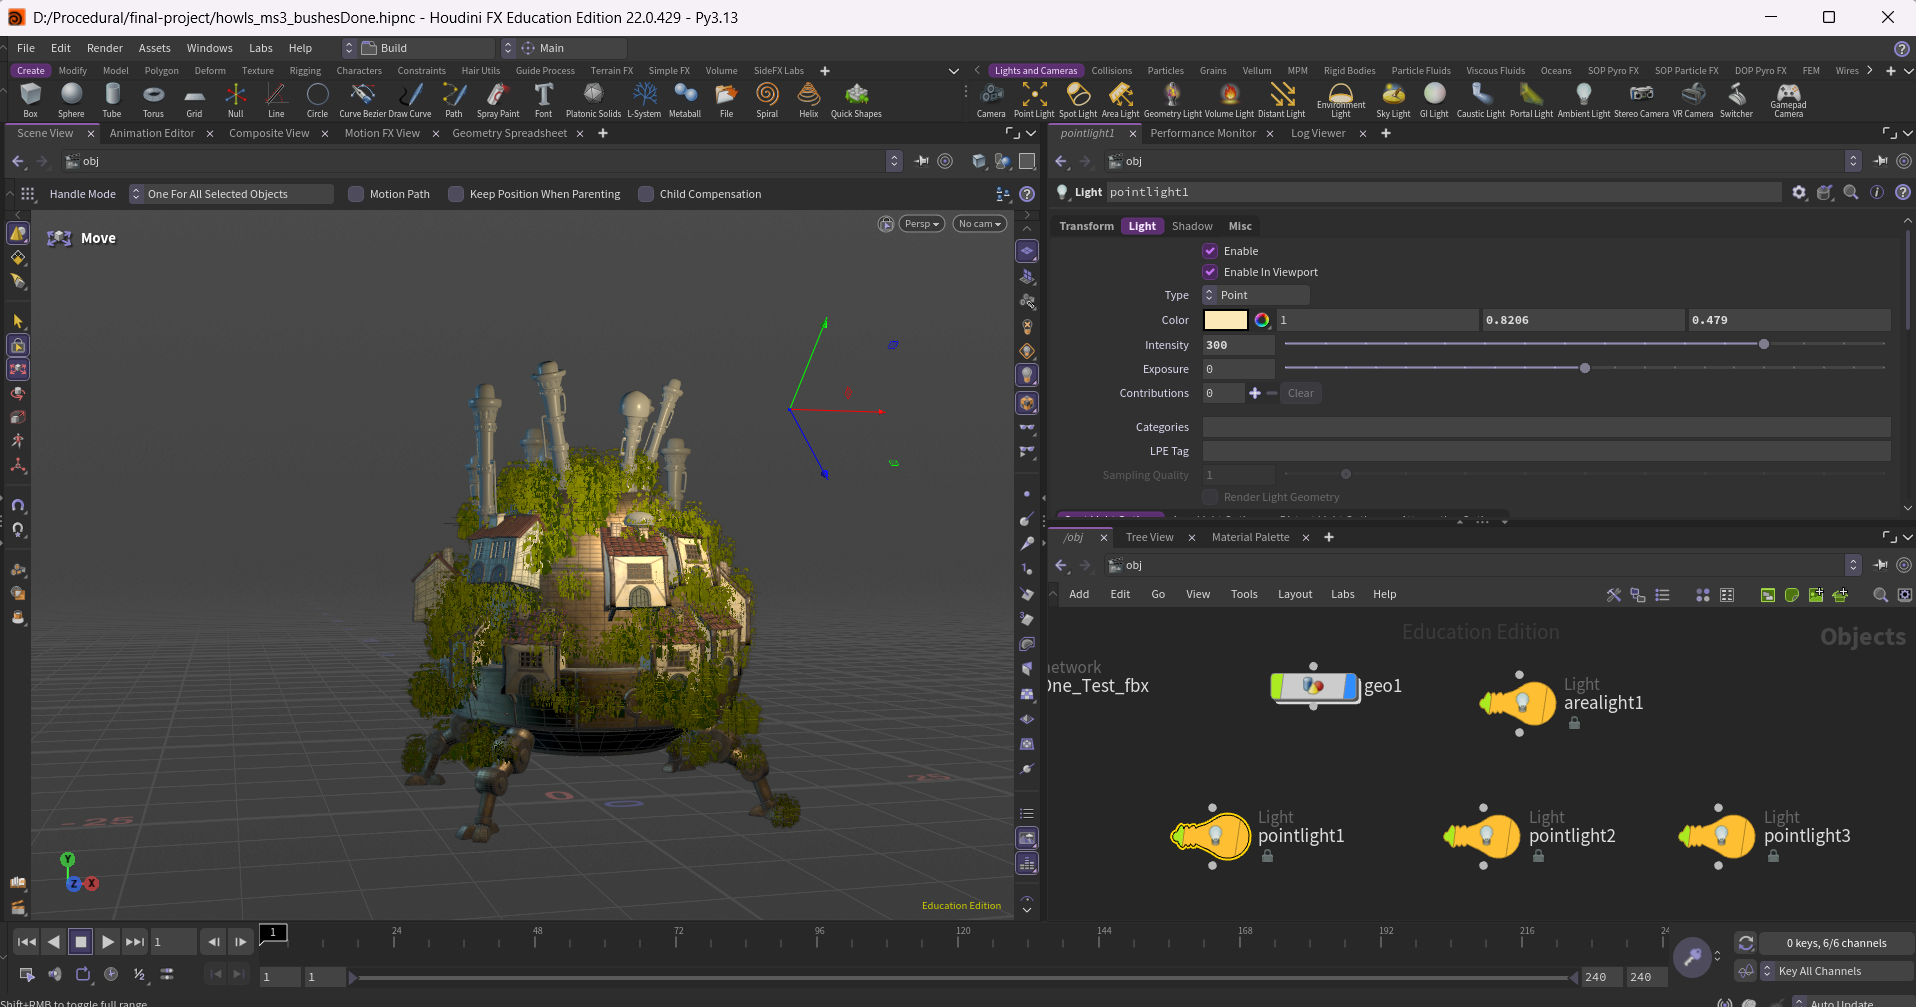 D:/Procedural/final-project/howls_ms3_bushesDone.hipnc - Houdini FX Education Edition 22.0.429 - Py3.13
File Edit Render Assets Windows Labs Help Build Main
Create Modify Model Polygon Deform Texture Rigging Characters Constraints Hair Utils Guide Process Terrain FX Simple FX Volume SideFX Labs
Lights and Cameras Collisions Particles Grains Vellum MPM Rigid Bodies Particle Fluids Viscous Fluids Oceans SOP Pyro FX SOP Particle FX DOP Pyro FX FEM Wires
Box Sphere Tube Torus Grid Null Line Circle Curve Bezier Draw Curve Path Spray Paint Font Platonic Solids L-System Metaball File Spiral Helix Quick Shapes
Camera Point Light Spot Light Area Light Geometry Light Volume Light Distant Light Environment Light Sky Light GI Light Caustic Light Portal Light Ambient Light Stereo Camera VR Camera Switcher Gamepad Camera
Scene View Animation Editor Composite View Motion FX View Geometry Spreadsheet
obj
Handle Mode One For All Selected Objects Motion Path Keep Position When Parenting Child Compensation
Move
Persp No cam
-25
0
0
25
Y
Z X
Education Edition
pointlight1 Performance Monitor Log Viewer
obj
Light pointlight1
Transform Light Shadow Misc
Enable
Enable In Viewport
Type Point
Color 1 0.8206 0.479
Intensity 300
Exposure 0
Contributions 0 Clear
Categories
LPE Tag
Sampling Quality 1
Render Light Geometry
/obj Tree View Material Palette
obj
Add Edit Go View Tools Layout Labs Help
Education Edition
Objects
One_Test_fbx
geo1
Light
arealight1
Light
pointlight1
Light
pointlight2
Light
pointlight3
1 1 24 48 72 96 120 144 168 192 216 24
0 keys, 6/6 channels
1/2 1 1 240 240
Key All Channels
Shift+RMB to toggle full range
Auto Update